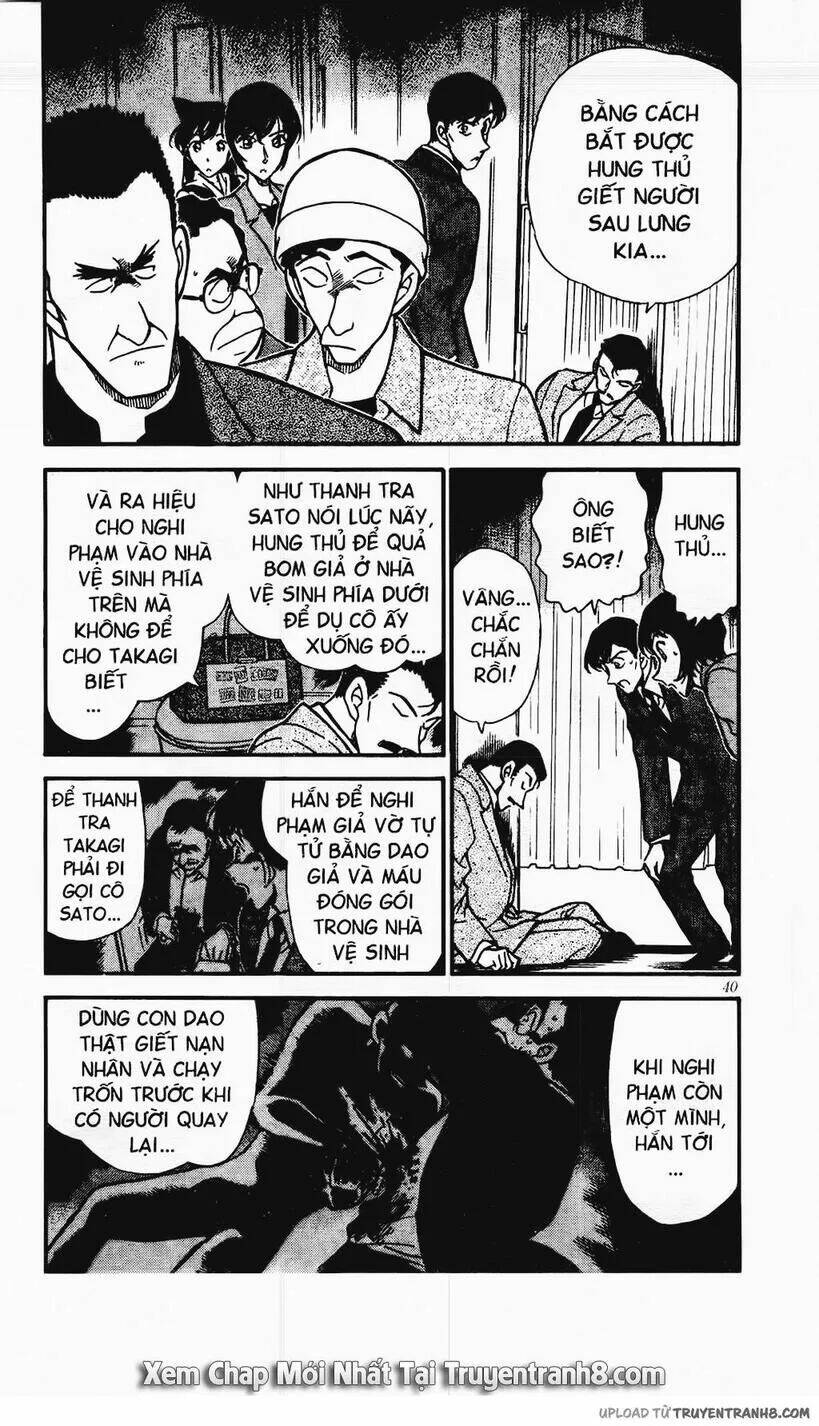 BẰNG CÁCH
BẮT ĐƯỢC
HUNG THỦ
GIẾT NGƯỜI
SAU LƯNG
KIA...
HUNG
THỦ...
ÔNG
BIẾT
SAO?!
VÂNG...
CHẮC
CHẮN
RỒI!
NHƯ THANH TRA
SATO NÓI LÚC NÃY,
HUNG THỦ ĐỂ QUẢ
BOM GIẢ Ở NHÀ
VỆ SINH PHÍA DƯỚI
ĐỂ DỤ CÔ ẤY
XUỐNG ĐÓ...
VÀ RA HIỆU
CHO NGHI
PHẠM VÀO NHÀ
VỆ SINH PHÍA
TRÊN MÀ
KHÔNG ĐỂ
CHO TAKAGI
BIẾT
...
HẮN ĐỂ NGHI
PHẠM GIẢ VỜ TỰ
TỬ BẰNG DAO
GIẢ VÀ MÁU
ĐÓNG GÓI
TRONG NHÀ
VỆ SINH
ĐỂ THANH
TRA
TAKAGI
PHẢI ĐI
GỌI CÔ
SATO...
40
KHI NGHI
PHẠM CÒN
MỘT MÌNH,
HẮN TỚI
...
DÙNG CON DAO
THẬT GIẾT NẠN
NHÂN VÀ CHẠY
TRỐN TRƯỚC KHI
CÓ NGƯỜI QUAY
LẠI...
Xem Chap Mới Nhất Tại Truyentranh8.com
UPLOAD TỪ TRUYENTRANH8.COM